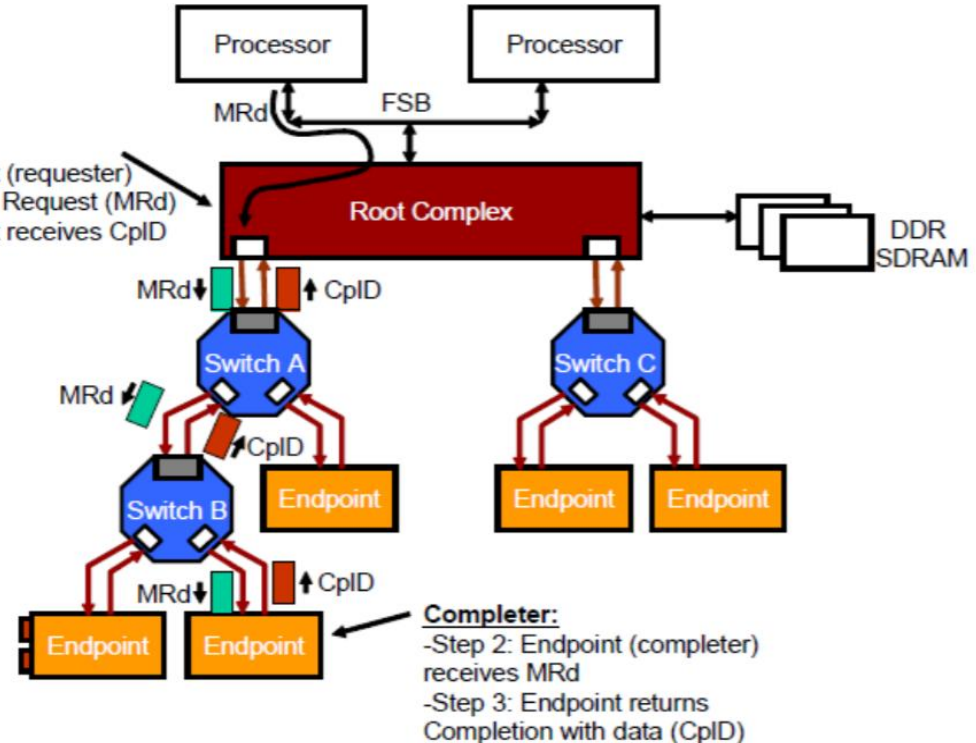 Processor
Processor
MRd
FSB
(requester)
Request (MRd)
receives CplD
Root Complex
DDR
SDRAM
MRd
CplD
Switch A
Switch C
MRd
CplD
Endpoint
Endpoint
Endpoint
Switch B
MRd
CplD
Endpoint
Endpoint
Completer:
-Step 2: Endpoint (completer)
receives MRd
-Step 3: Endpoint returns
Completion with data (CplD)